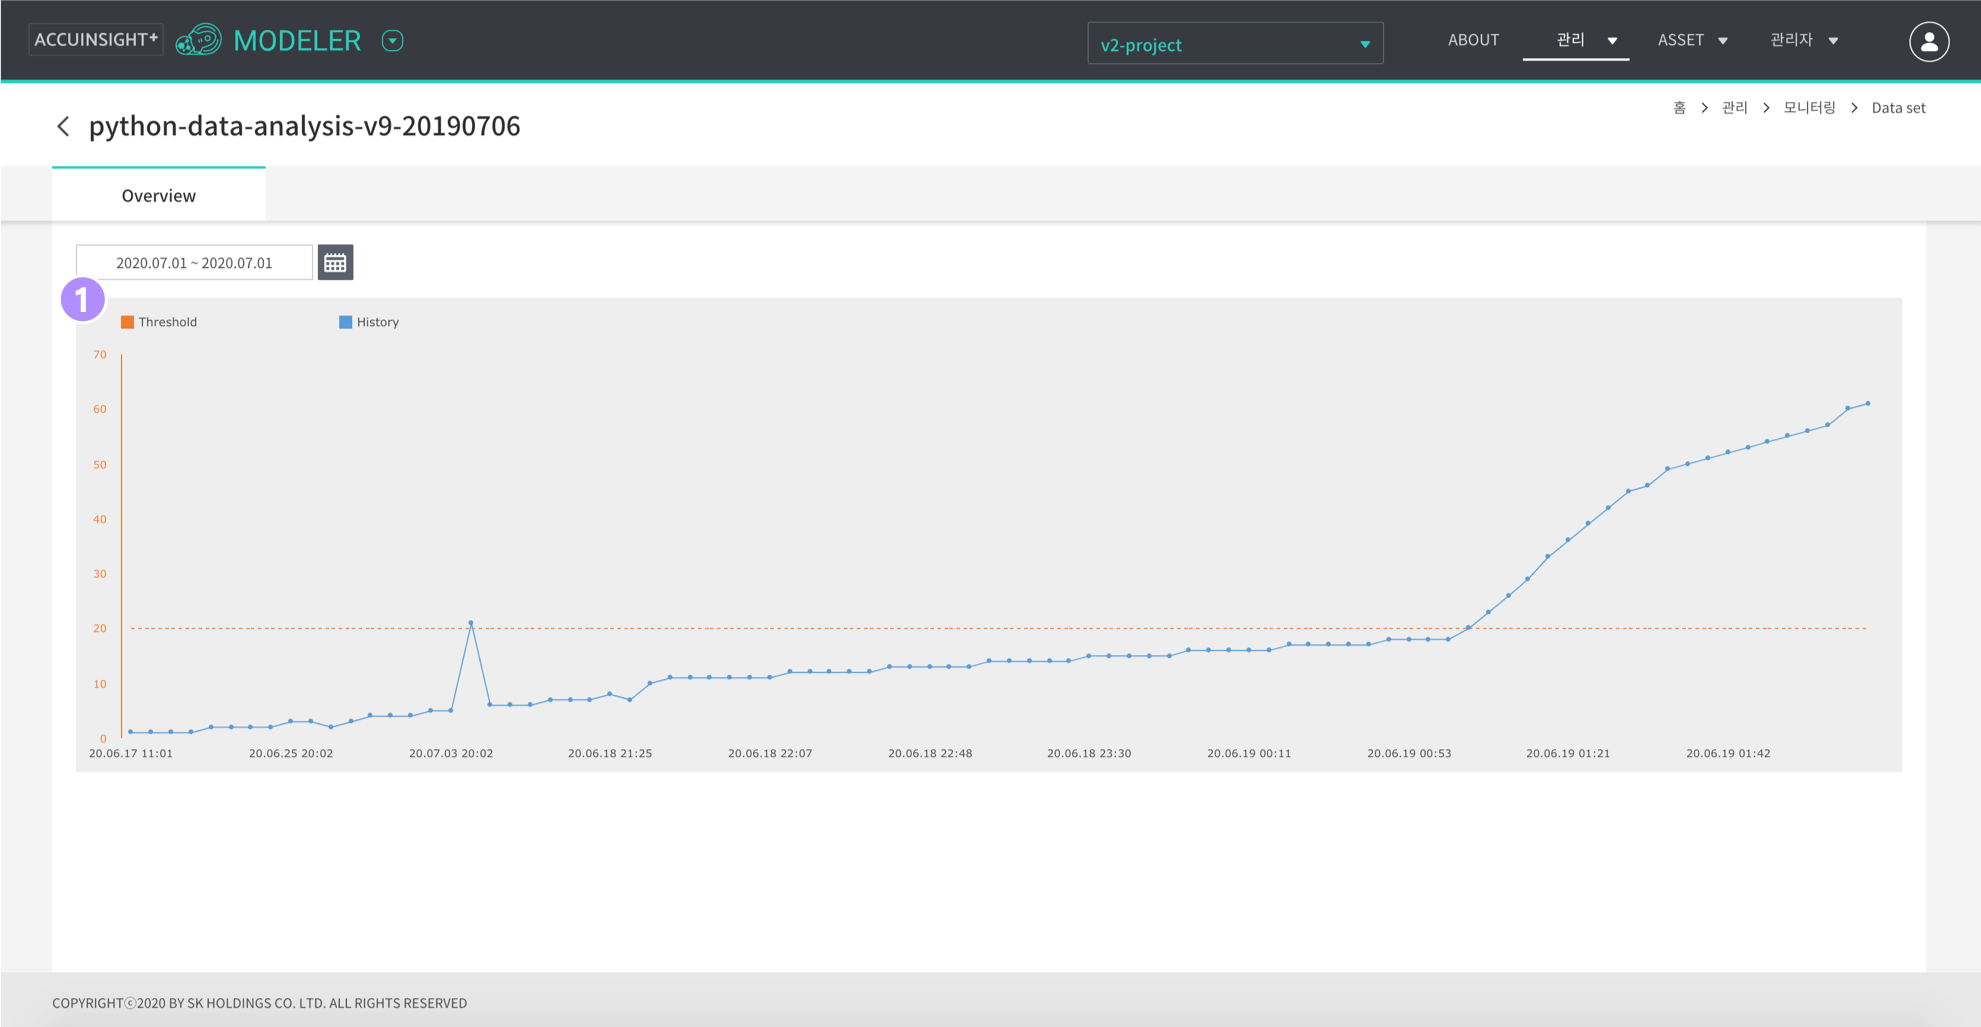 ACCUINSIGHT+ MODELER v2-project ABOUT 관리 ASSET 관리자
python-data-analysis-v9-20190706
홈 > 관리 > 모니터링 > Data set
Overview
2020.07.01 ~ 2020.07.01
1
Threshold History
70
60
50
40
30
20
10
0
20.06.17 11:01 20.06.25 20:02 20.07.03 20:02 20.06.18 21:25 20.06.18 22:07 20.06.18 22:48 20.06.18 23:30 20.06.19 00:11 20.06.19 00:53 20.06.19 01:21 20.06.19 01:42
COPYRIGHTⓒ2020 BY SK HOLDINGS CO. LTD. ALL RIGHTS RESERVED